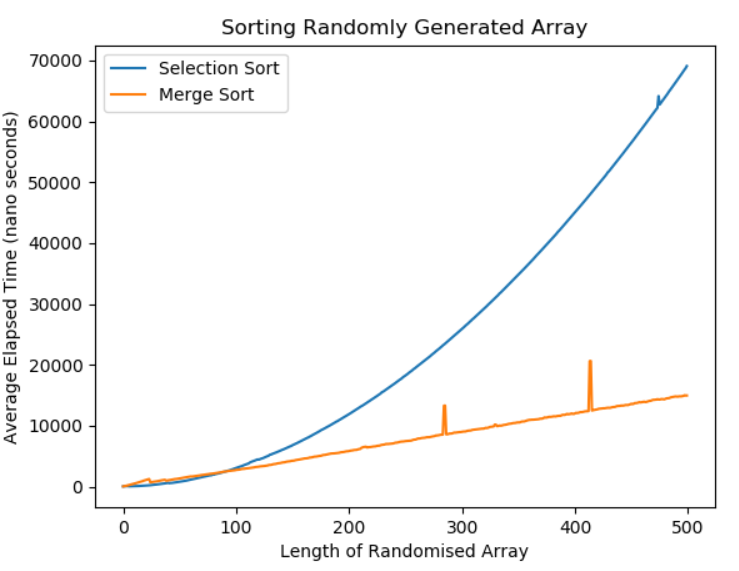 Sorting Randomly Generated Array
Selection Sort
Merge Sort
Average Elapsed Time (nano seconds)
70000
60000
50000
40000
30000
20000
10000
0
0 100 200 300 400 500
Length of Randomised Array